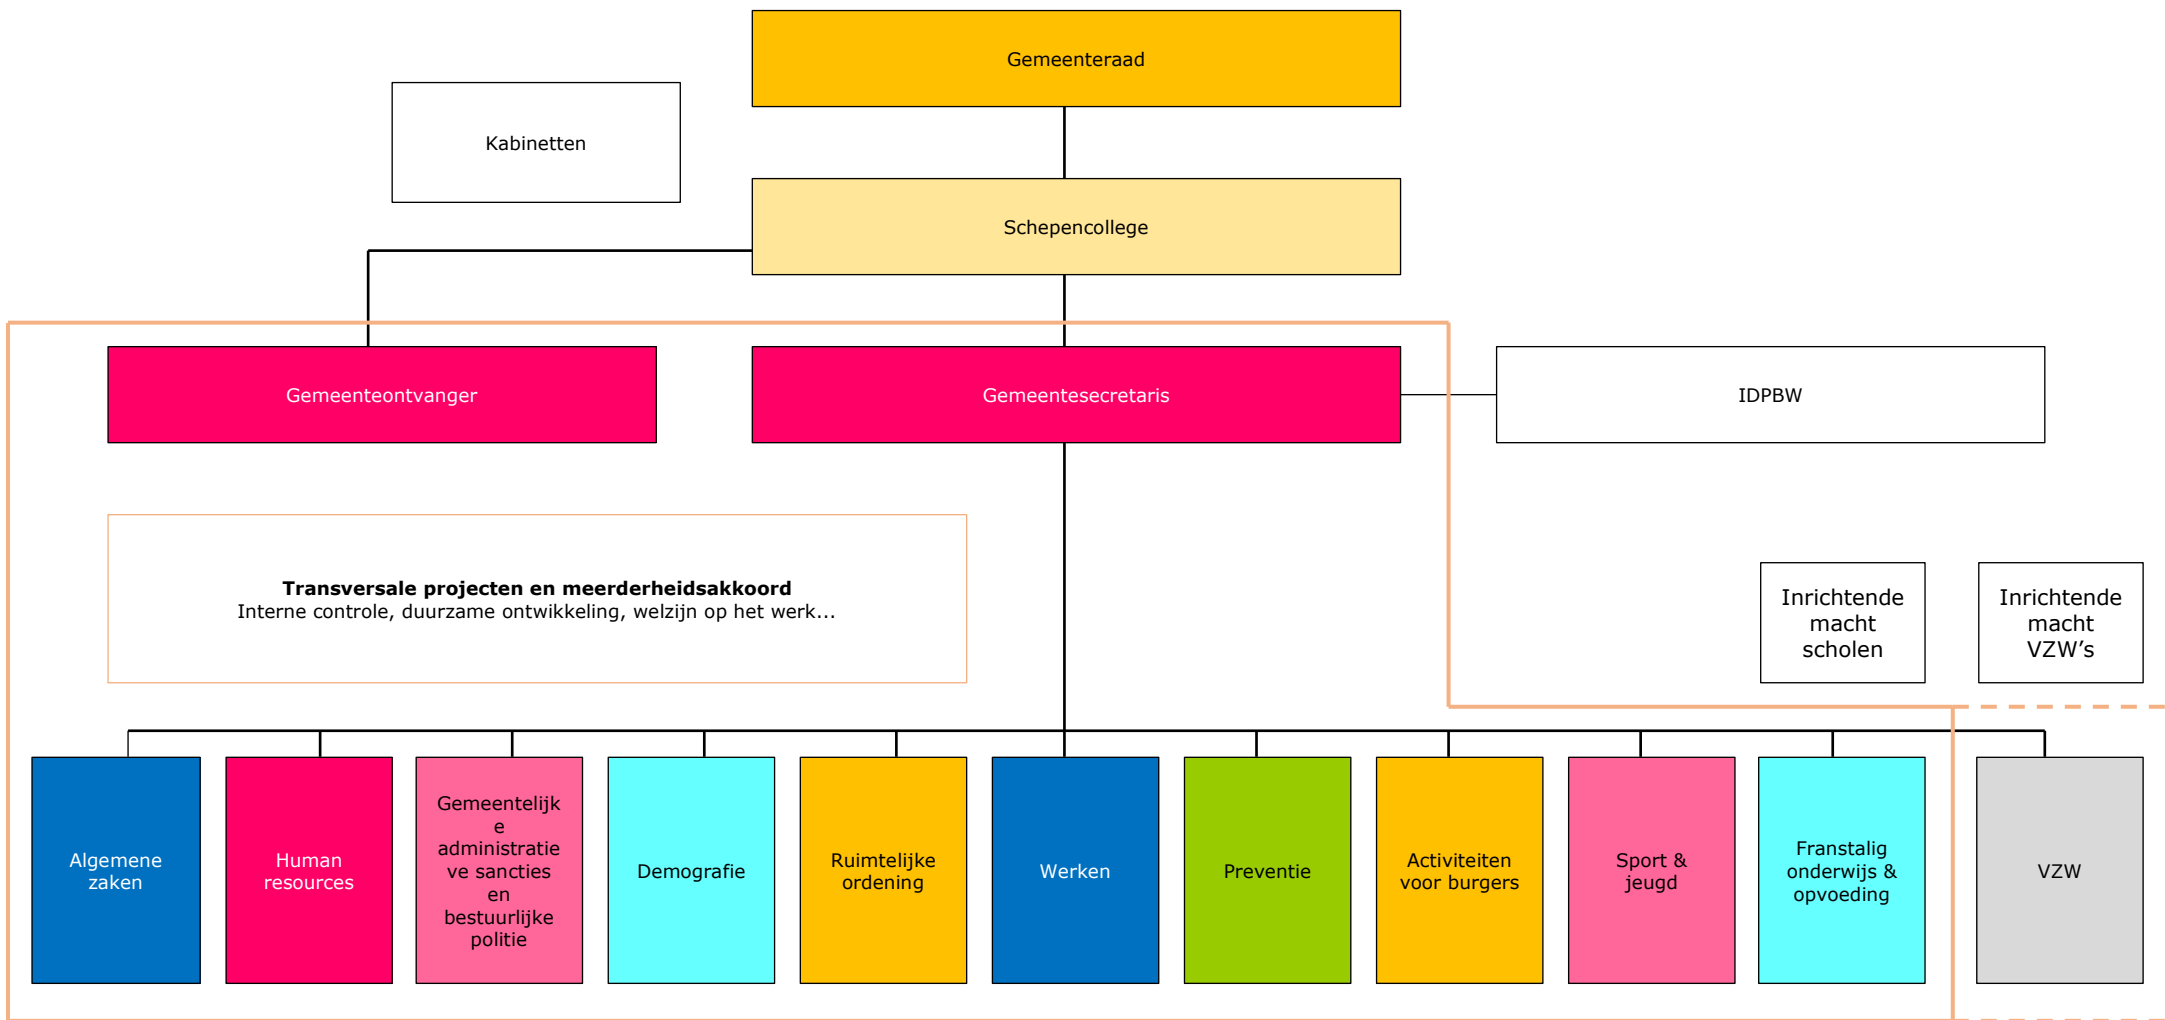 Gemeenteraad
Kabinetten
Schepencollege
Gemeenteontvanger
Gemeentesecretaris
IDPBW
Transversale projecten en meerderheidsakkoord
Interne controle, duurzame ontwikkeling, welzijn op het werk...
Inrichtende
macht
scholen
Inrichtende
macht
VZW’s
Algemene
zaken
Human
resources
Gemeentelijk
e
administratie
ve sancties
en
bestuurlijke
politie
Demografie
Ruimtelijke
ordening
Werken
Preventie
Activiteiten
voor burgers
Sport &
jeugd
Franstalig
onderwijs &
opvoeding
VZW